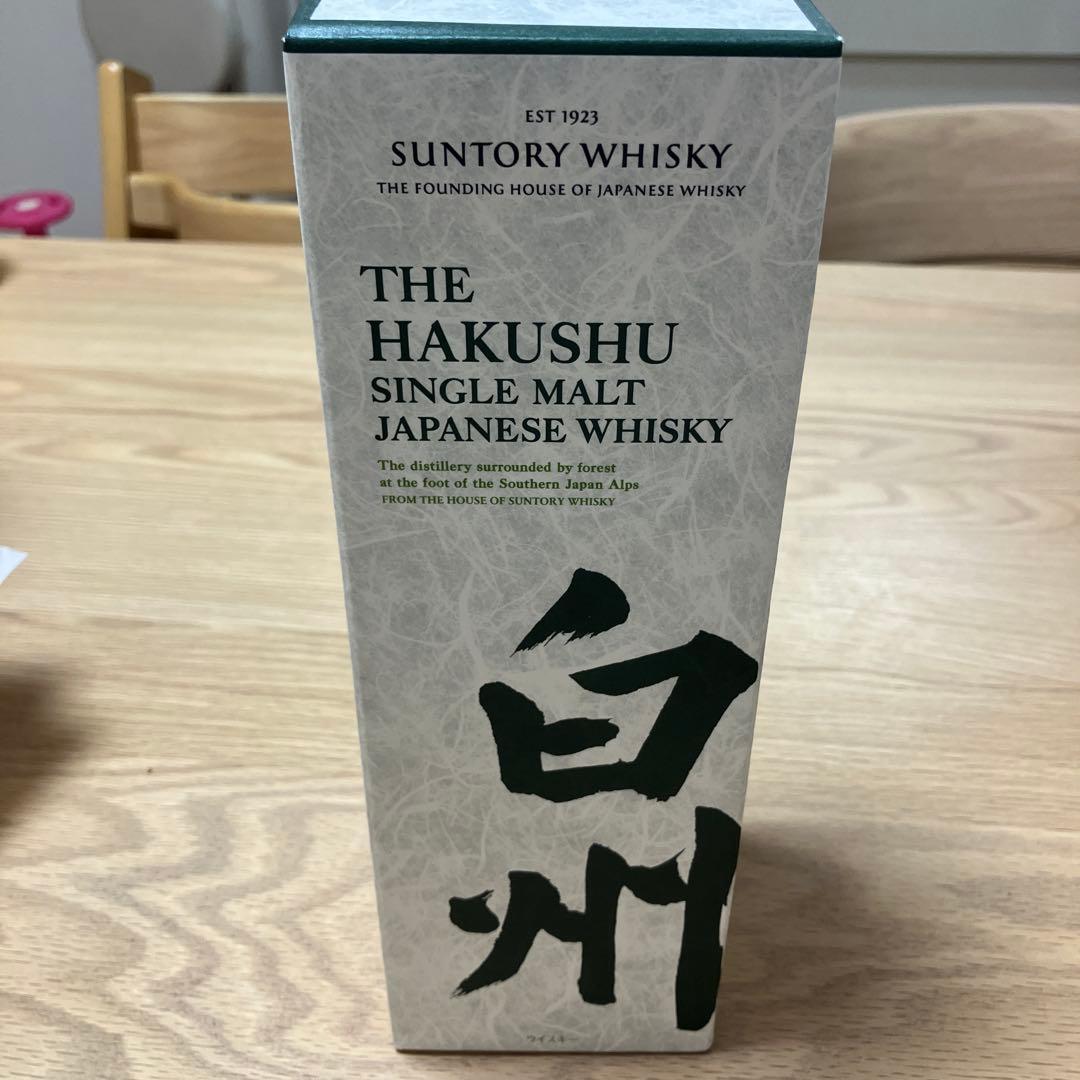 EST 1923
SUNTORY WHISKY
THE FOUNDING HOUSE OF JAPANESE WHISKY
THE
HAKUSHU
SINGLE MALT
JAPANESE WHISKY
The distillery surrounded by forest
at the foot of the Southern Japan Alps
FROM THE HOUSE OF SUNTORY WHISKY
白
州
ウイスキー